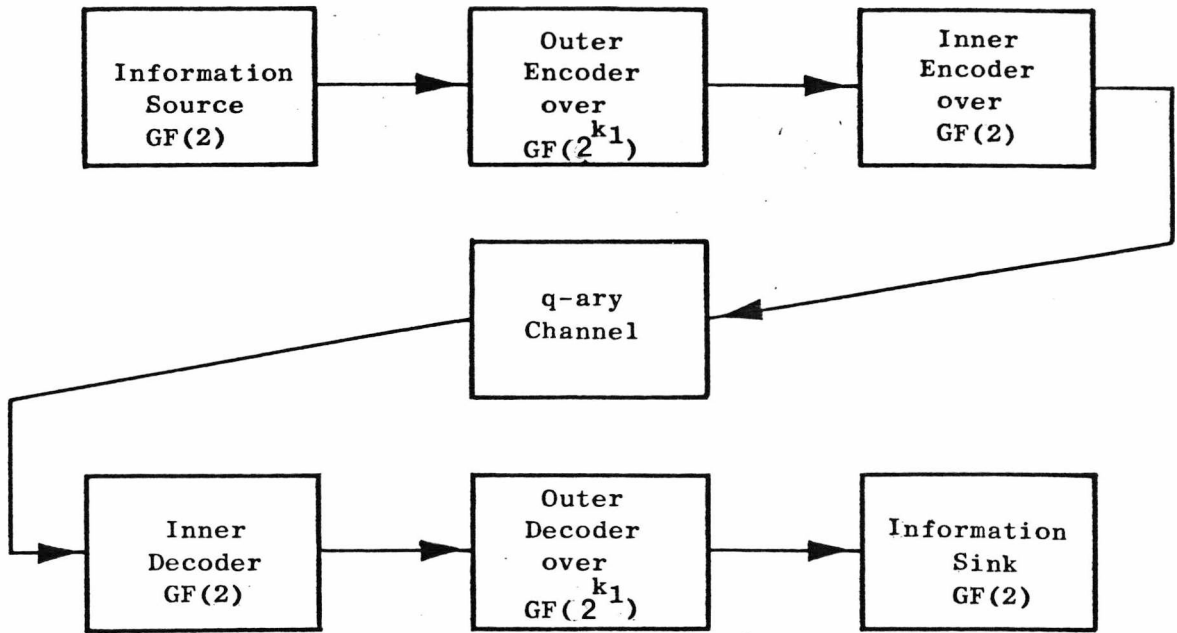 Information
Source
GF(2)
Outer
Encoder
over
GF(2^k1)
Inner
Encoder
over
GF(2)
q-ary
Channel
Inner
Decoder
GF(2)
Outer
Decoder
over
GF(2^k1)
Information
Sink
GF(2)